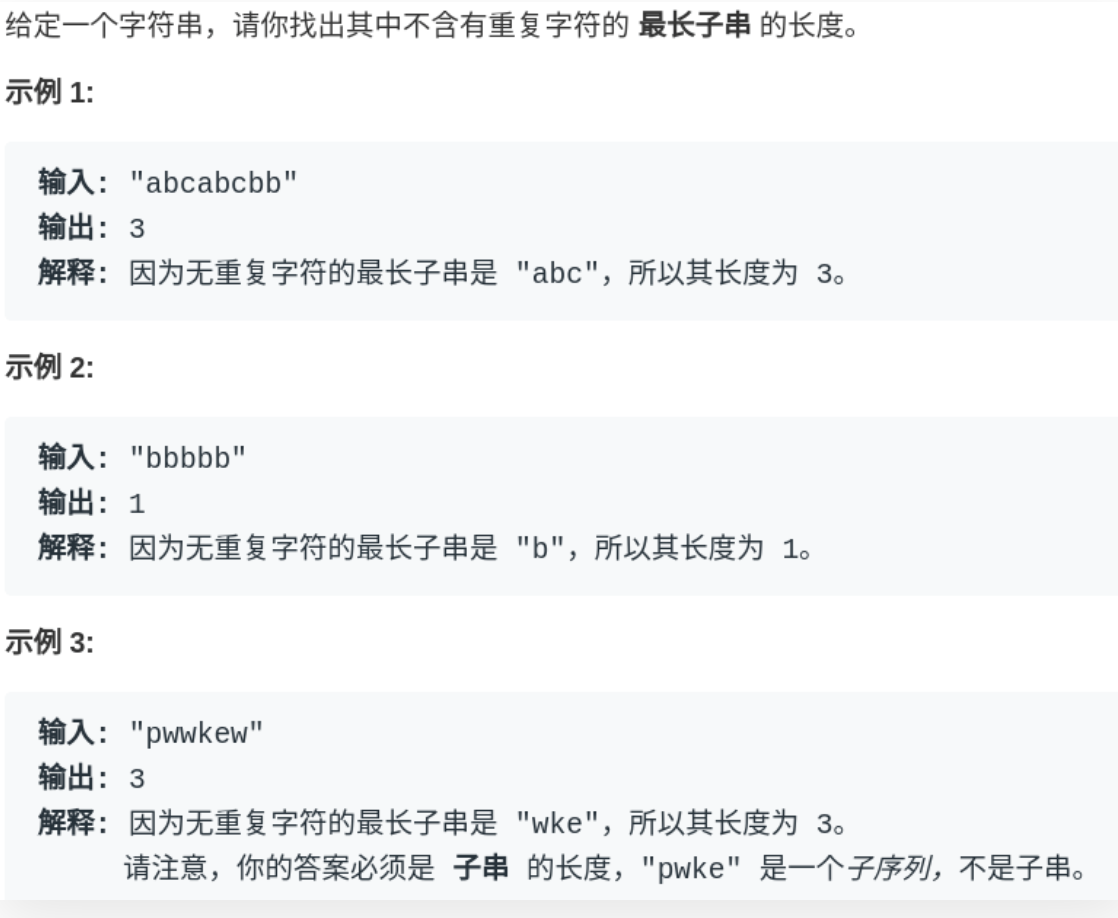 给定一个字符串，请你找出其中不含有重复字符的 最长子串 的长度。
示例 1:
输入: "abcabcbb"
输出: 3
解释: 因为无重复字符的最长子串是 "abc"，所以其长度为 3。
示例 2:
输入: "bbbbb"
输出: 1
解释: 因为无重复字符的最长子串是 "b"，所以其长度为 1。
示例 3:
输入: "pwwkew"
输出: 3
解释: 因为无重复字符的最长子串是 "wke"，所以其长度为 3。
请注意，你的答案必须是 子串 的长度，"pwke" 是一个子序列，不是子串。